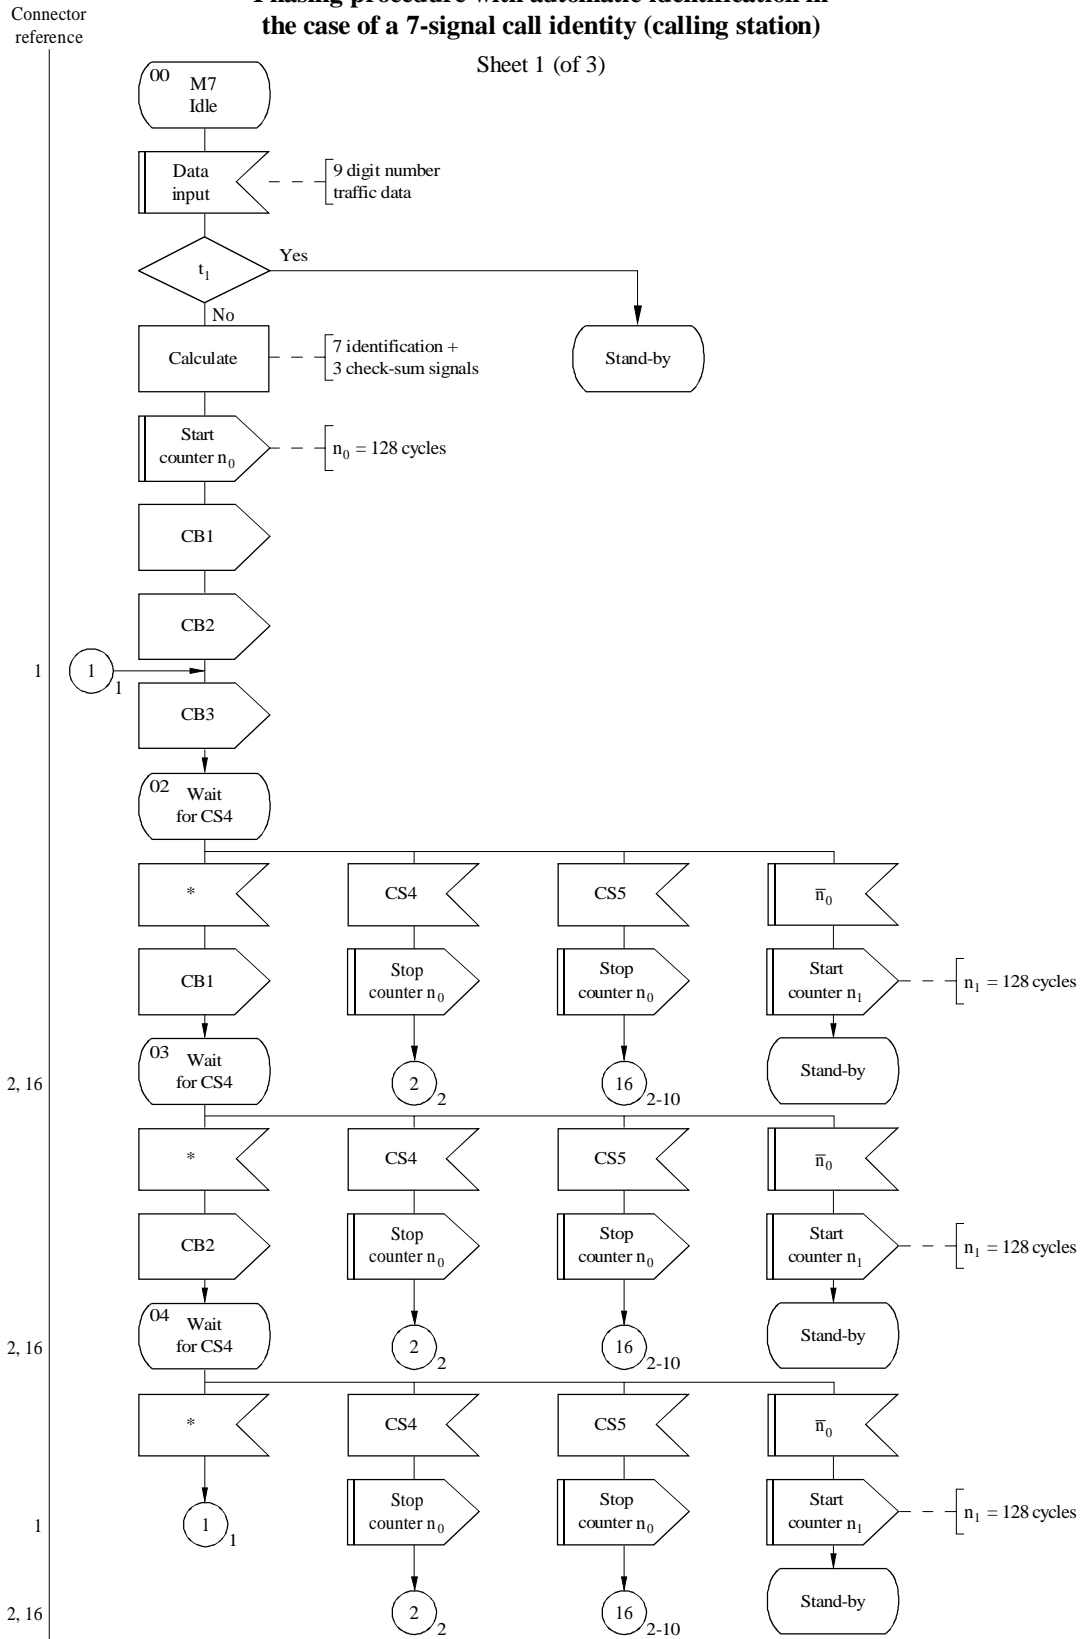 Phasing procedure with automatic identification in
the case of a 7-signal call identity (calling station)
Sheet 1 (of 3)
Connector
reference
00
M7
Idle
Data
input
9 digit number
traffic data
t1
Yes
No
Calculate
7 identification +
3 check-sum signals
Stand-by
Start
counter n0
n0 = 128 cycles
CB1
CB2
1
1
1
CB3
02
Wait
for CS4
*
CS4
CS5
n̅0
CB1
Stop
counter n0
Stop
counter n0
Start
counter n1
n1 = 128 cycles
03
Wait
for CS4
2, 16
2
2
16
2-10
Stand-by
*
CS4
CS5
n̅0
CB2
Stop
counter n0
Stop
counter n0
Start
counter n1
n1 = 128 cycles
04
Wait
for CS4
2, 16
2
2
16
2-10
Stand-by
*
CS4
CS5
n̅0
1
1
1
Stop
counter n0
Stop
counter n0
Start
counter n1
n1 = 128 cycles
2, 16
2
2
16
2-10
Stand-by